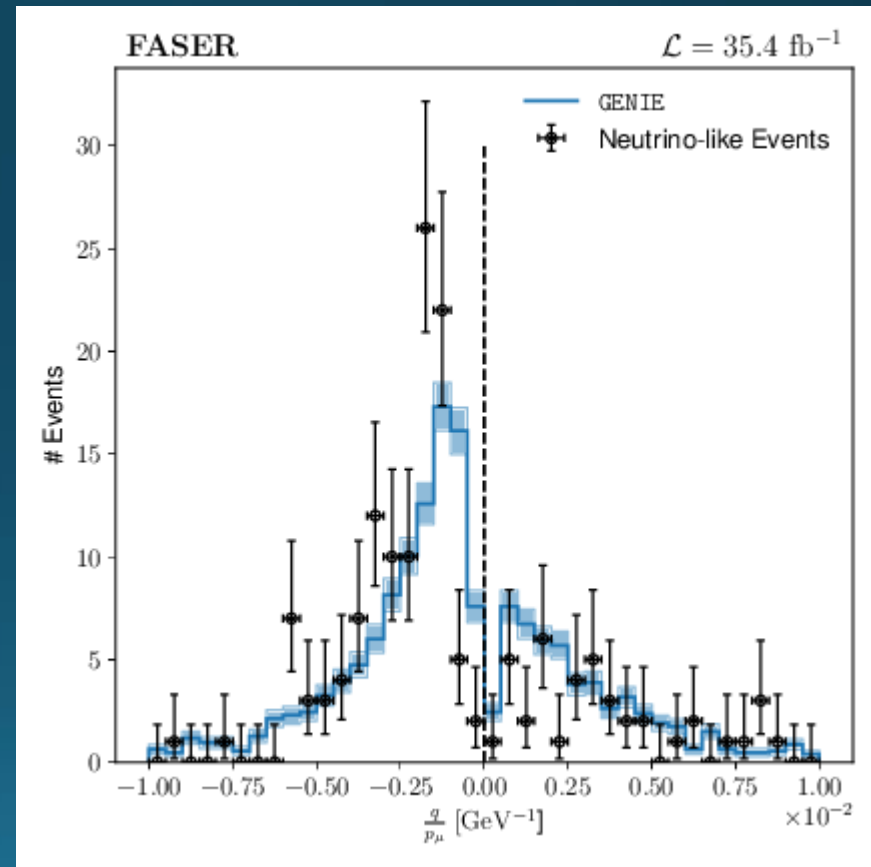 FASER
𝓛 = 35.4 fb⁻¹
GENIE
Neutrino-like Events
30
25
20
15
10
5
0
# Events
−1.00 −0.75 −0.50 −0.25 0.00 0.25 0.50 0.75 1.00
×10⁻²
q/pμ [GeV⁻¹]